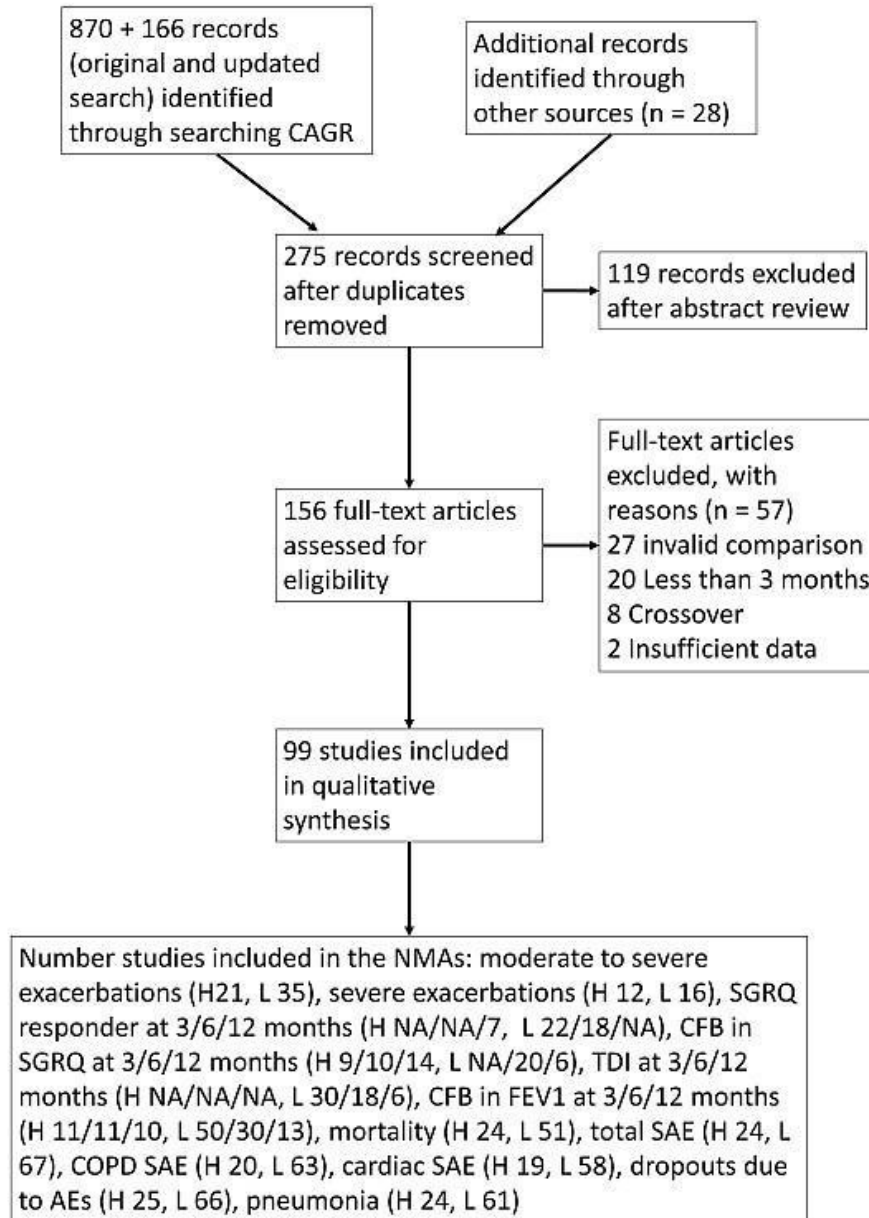 870 + 166 records
(original and updated
search) identified
through searching CAGR
Additional records
identified through
other sources (n = 28)
275 records screened
after duplicates
removed
119 records excluded
after abstract review
156 full-text articles
assessed for
eligibility
Full-text articles
excluded, with
reasons (n = 57)
27 invalid comparison
20 Less than 3 months
8 Crossover
2 Insufficient data
99 studies included
in qualitative
synthesis
Number studies included in the NMAs: moderate to severe
exacerbations (H21, L 35), severe exacerbations (H 12, L 16), SGRQ
responder at 3/6/12 months (H NA/NA/7, L 22/18/NA), CFB in
SGRQ at 3/6/12 months (H 9/10/14, L NA/20/6), TDI at 3/6/12
months (H NA/NA/NA, L 30/18/6), CFB in FEV1 at 3/6/12 months
(H 11/11/10, L 50/30/13), mortality (H 24, L 51), total SAE (H 24, L
67), COPD SAE (H 20, L 63), cardiac SAE (H 19, L 58), dropouts due
to AEs (H 25, L 66), pneumonia (H 24, L 61)